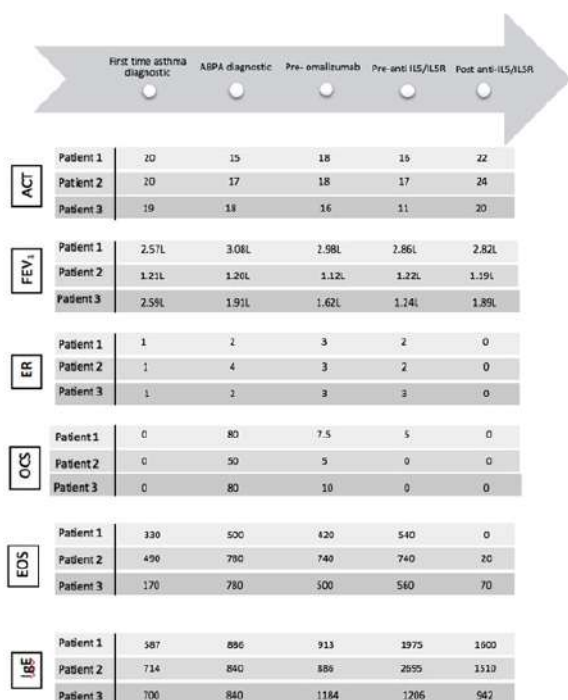 First time asthma diagnostic ABPA diagnostic Pre- omalizumab Pre-anti IL5/IL5R Post anti-IL5/IL5R
ACT
Patient 1 20 15 18 16 22
Patient 2 20 17 18 17 24
Patient 3 19 18 16 11 20
FEV₁
Patient 1 2.57L 3.08L 2.98L 2.86L 2.82L
Patient 2 1.21L 1.20L 1.12L 1.22L 1.19L
Patient 3 2.59L 1.91L 1.62L 1.24L 1.89L
ER
Patient 1 1 2 3 2 0
Patient 2 1 4 3 2 0
Patient 3 1 2 3 3 0
OCS
Patient 1 0 80 7.5 5 0
Patient 2 0 50 5 0 0
Patient 3 0 80 10 0 0
EOS
Patient 1 330 500 420 540 0
Patient 2 490 780 740 740 20
Patient 3 170 780 500 560 70
IgE
Patient 1 587 886 913 1975 1600
Patient 2 714 840 886 2695 1510
Patient 3 700 840 1184 1206 942